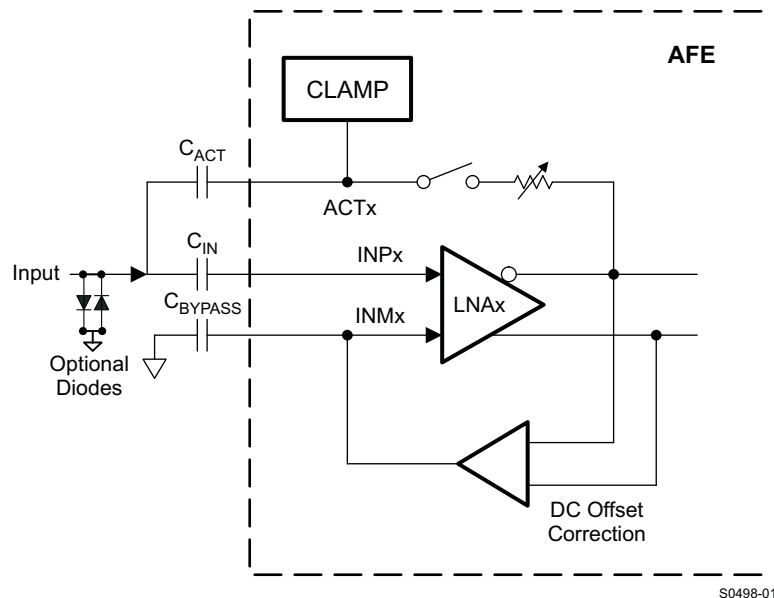 AFE
CLAMP
C_ACT
ACTx
C_IN
INPx
Input
LNAx
C_BYPASS
INMx
Optional
Diodes
DC Offset
Correction
S0498-01